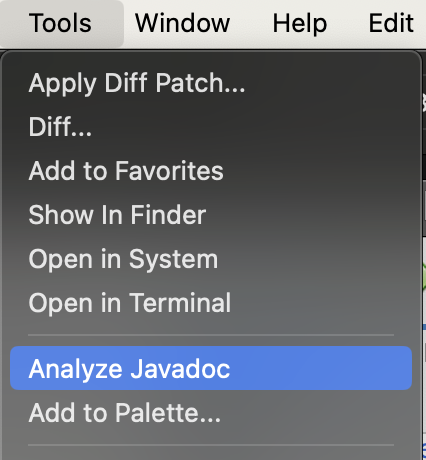 Tools Window Help Edit
Apply Diff Patch...
Diff...
Add to Favorites
Show In Finder
Open in System
Open in Terminal
Analyze Javadoc
Add to Palette...